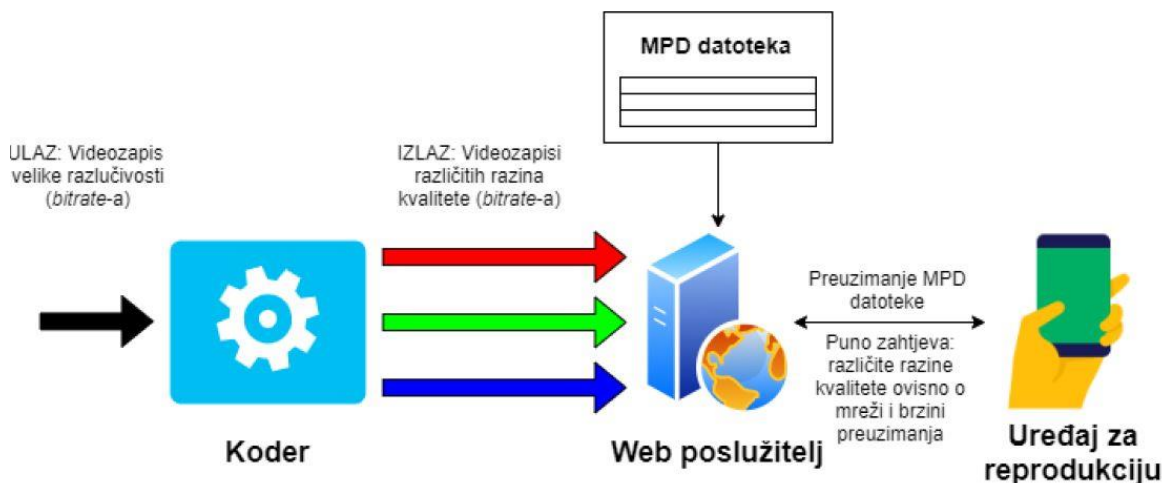 MPD datoteka
ULAZ: Videozapis
velike razlučivosti
(bitrate-a)
IZLAZ: Videozapisi
različitih razina
kvalitete (bitrate-a)
Preuzimanje MPD
datoteke
Puno zahtjeva:
različite razine
kvalitete ovisno o
mreži i brzini
preuzimanja
Koder
Web poslužitelj
Uređaj za
reprodukciju